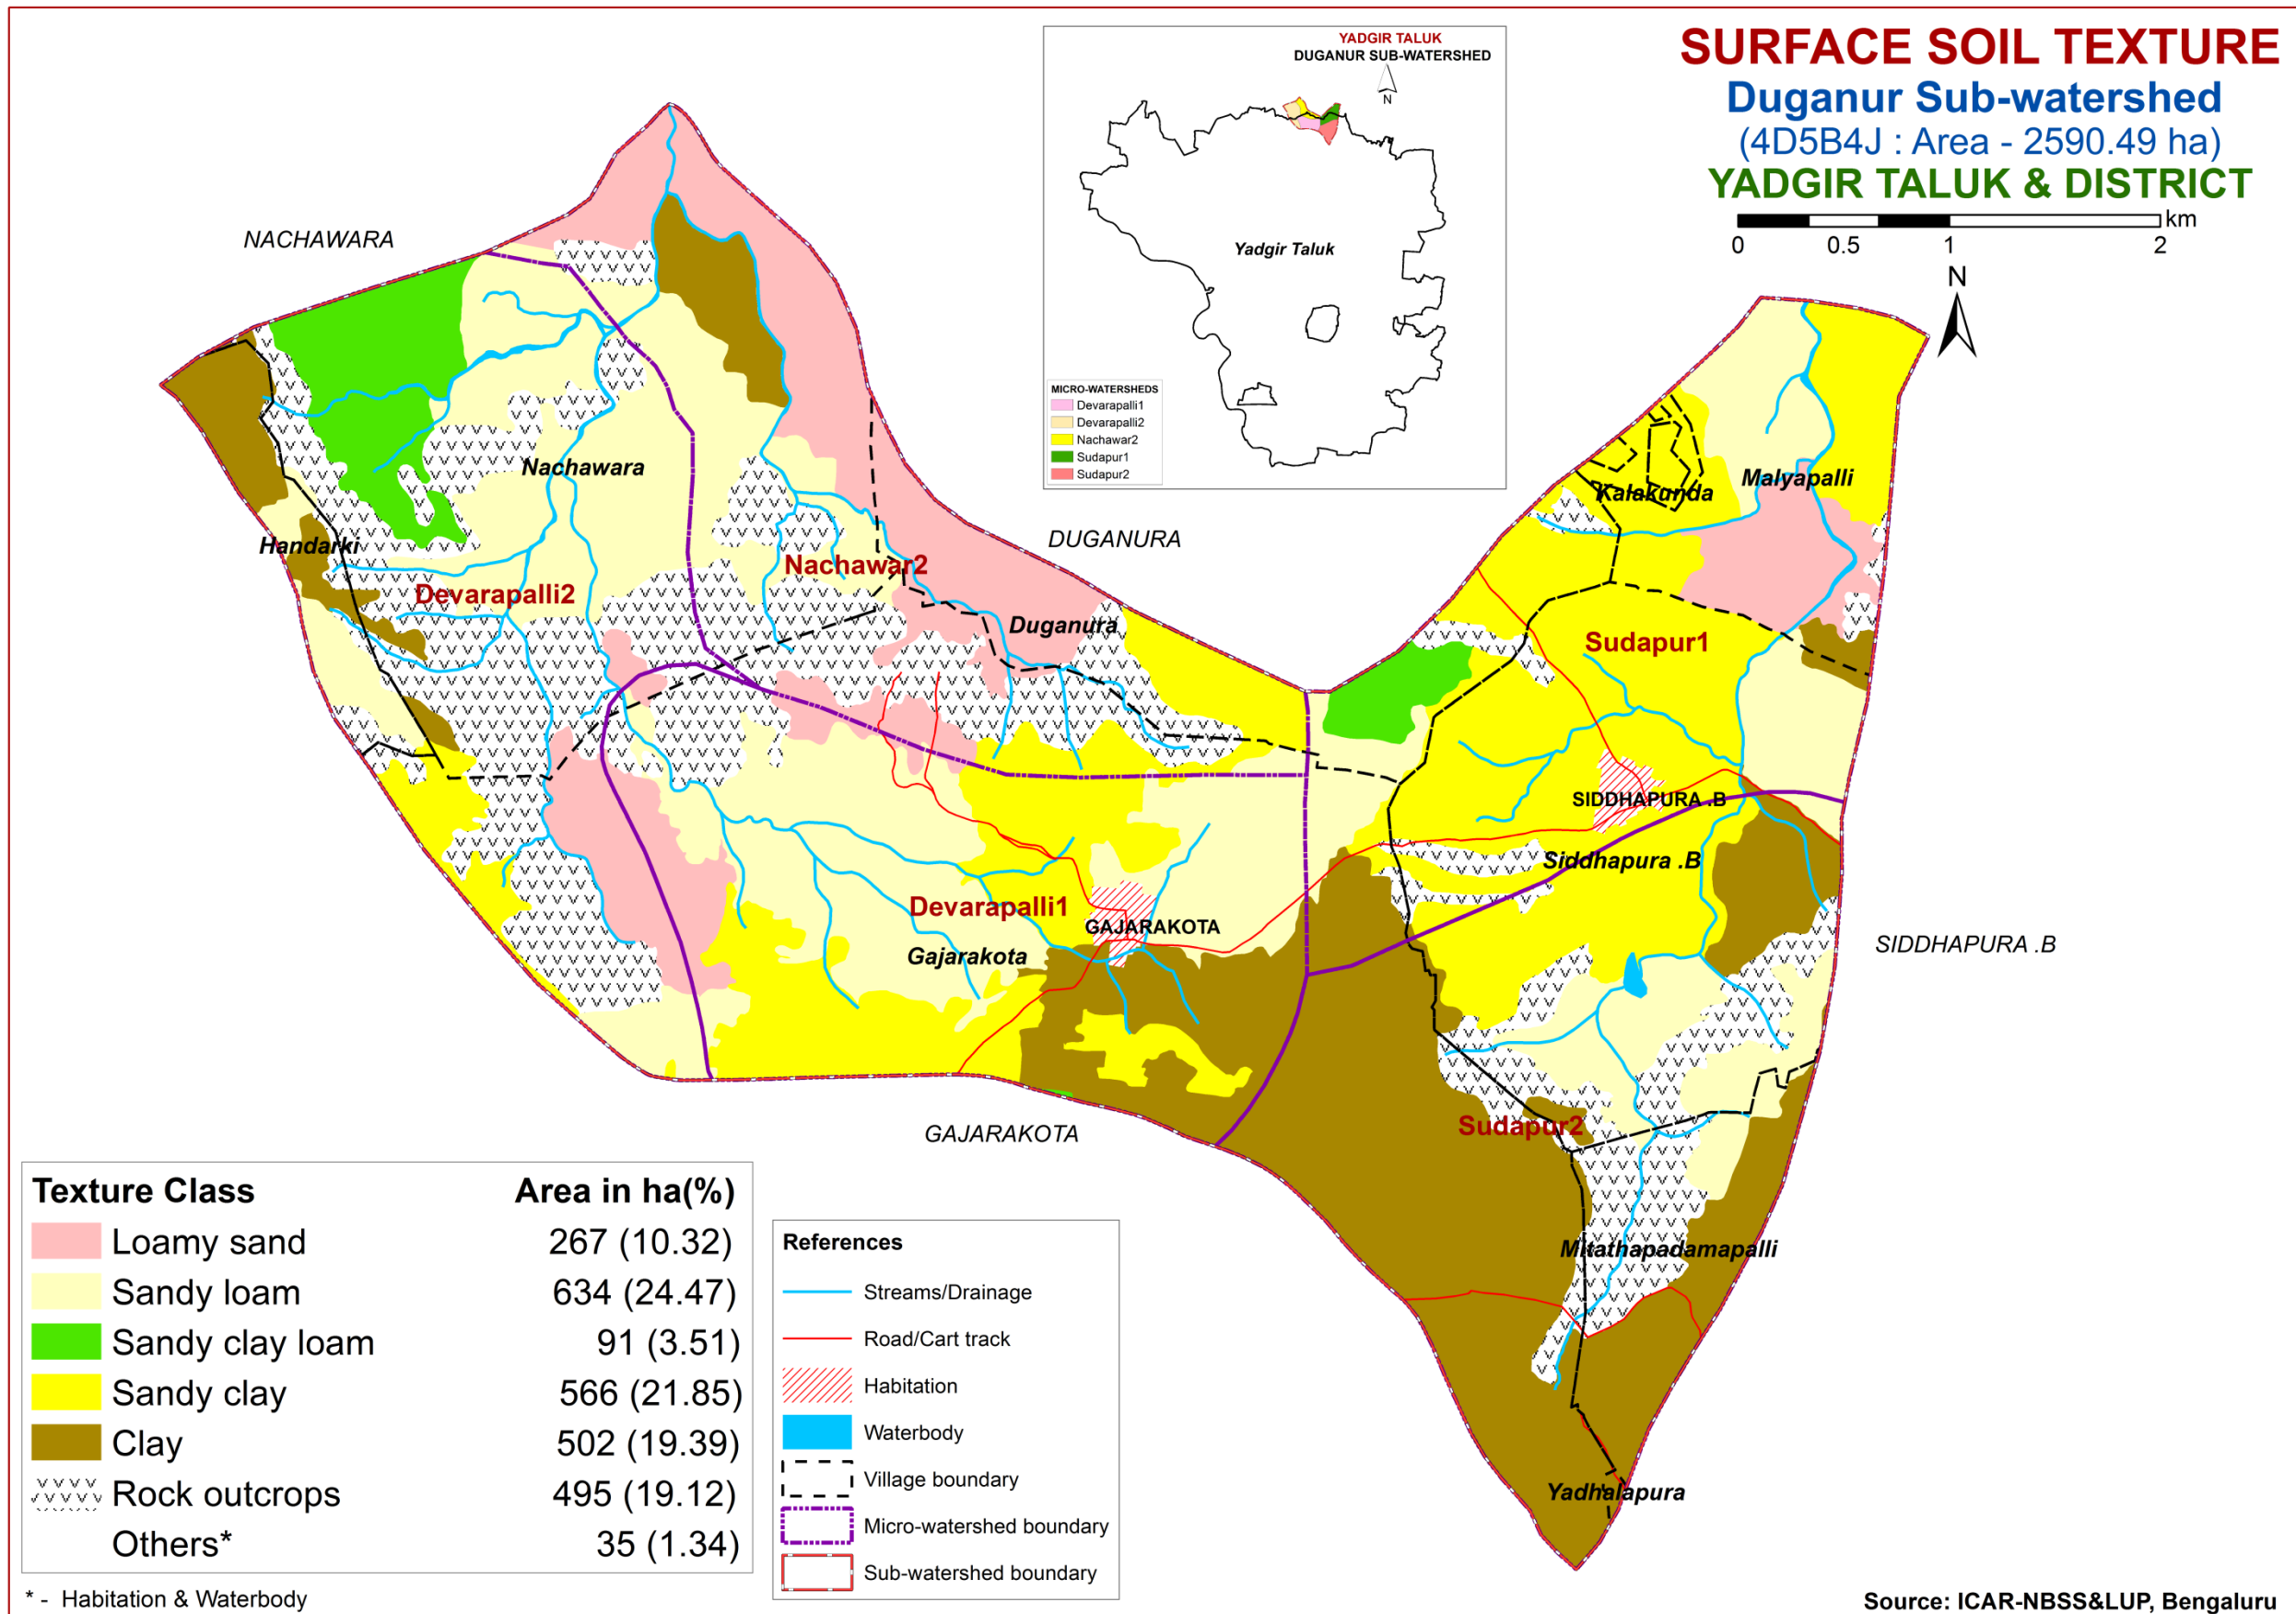 SURFACE SOIL TEXTURE
Duganur Sub-watershed
(4D5B4J : Area - 2590.49 ha)
YADGIR TALUK & DISTRICT
km
0 0.5 1 2
N
YADGIR TALUK
DUGANUR SUB-WATERSHED
N
Yadgir Taluk
MICRO-WATERSHEDS
Devarapalli1
Devarapalli2
Nachawar2
Sudapur1
Sudapur2
NACHAWARA
Nachawara
Handarki
Devarapalli2
Nachawar2
DUGANURA
Duganura
Kalakunda
Malyapalli
Sudapur1
SIDDHAPURA .B
Siddhapura .B
Devarapalli1
GAJARAKOTA
Gajarakota
SIDDHAPURA .B
GAJARAKOTA
Sudapur2
Mitathapadamapalli
Yadhalapura
Texture Class Area in ha(%)
Loamy sand 267 (10.32)
Sandy loam 634 (24.47)
Sandy clay loam 91 (3.51)
Sandy clay 566 (21.85)
Clay 502 (19.39)
Rock outcrops 495 (19.12)
Others* 35 (1.34)
* - Habitation & Waterbody
References
Streams/Drainage
Road/Cart track
Habitation
Waterbody
Village boundary
Micro-watershed boundary
Sub-watershed boundary
Source: ICAR-NBSS&LUP, Bengaluru